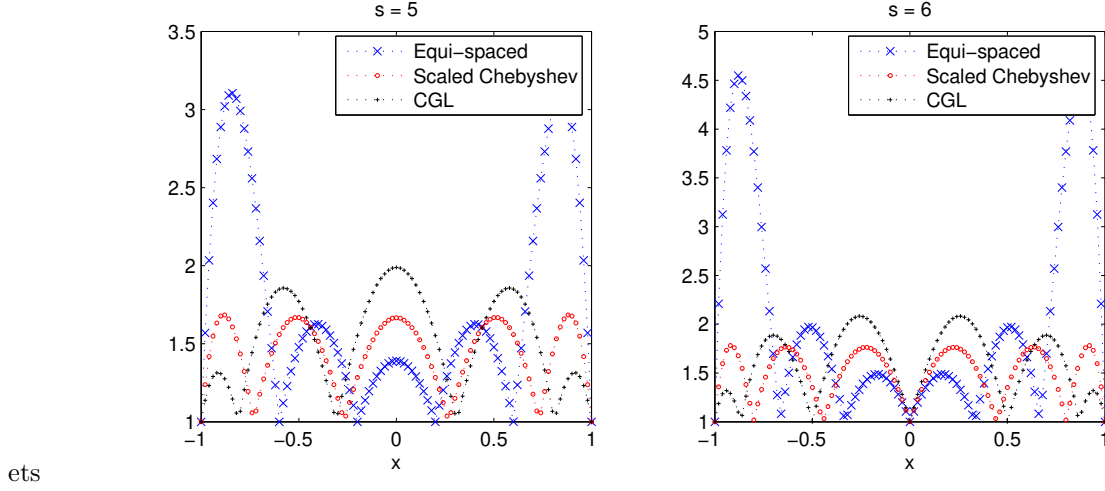 s = 5
3.5
3
2.5
2
1.5
1
-1
-0.5
0
0.5
1
x
Equi-spaced
Scaled Chebyshev
CGL
s = 6
5
4.5
4
3.5
3
2.5
2
1.5
1
−1
−0.5
0
0.5
1
x
Equi-spaced
Scaled Chebyshev
CGL
ets